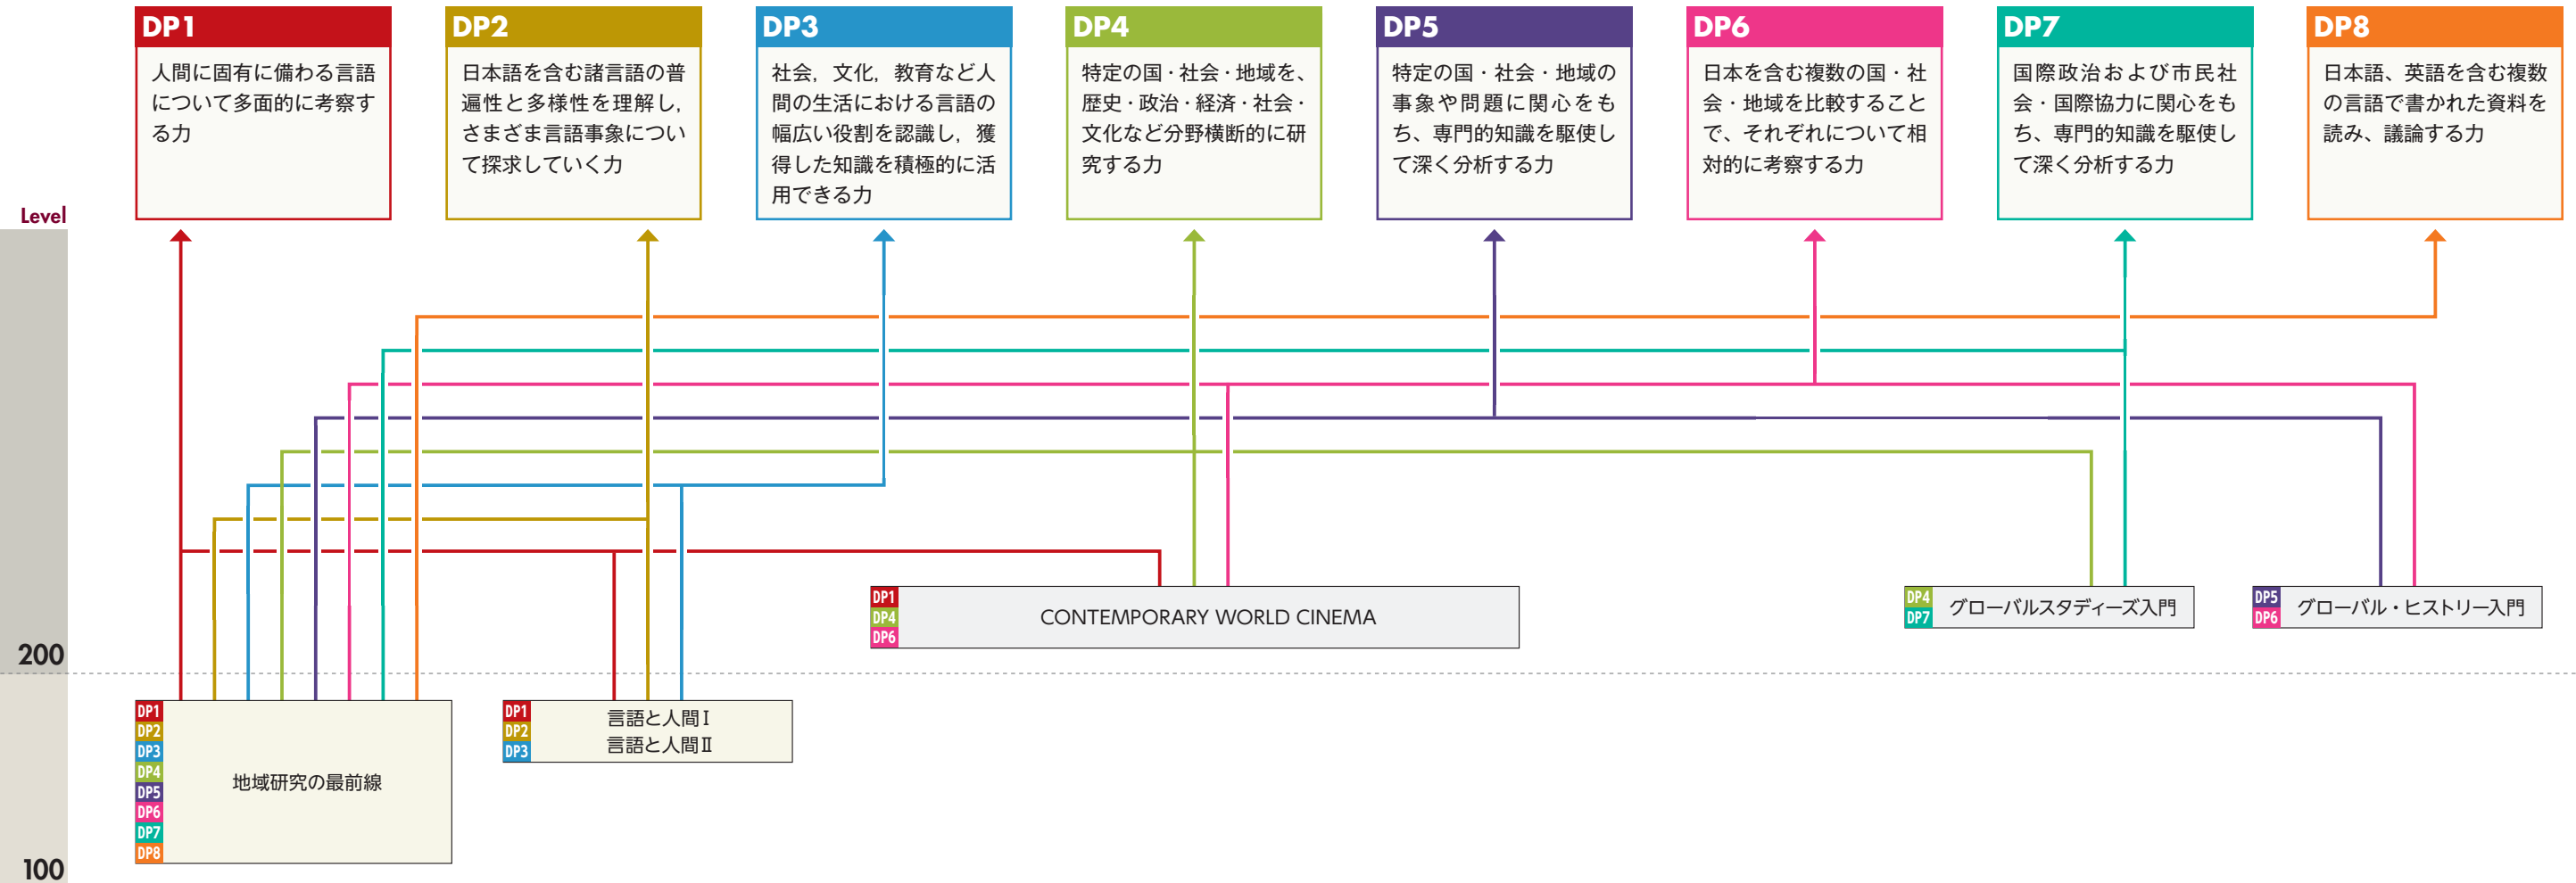 DP1
人間に固有に備わる言語
について多面的に考察す
る力
DP2
日本語を含む諸言語の普
遍性と多様性を理解し,
さまざま言語事象につい
て探求していく力
DP3
社会, 文化, 教育など人
間の生活における言語の
幅広い役割を認識し, 獲
得した知識を積極的に活
用できる力
DP4
特定の国・社会・地域を、
歴史・政治・経済・社会・
文化など分野横断的に研
究する力
DP5
特定の国・社会・地域の
事象や問題に関心をも
ち、専門的知識を駆使し
て深く分析する力
DP6
日本を含む複数の国・社
会・地域を比較すること
で、それぞれについて相
対的に考察する力
DP7
国際政治および市民社
会・国際協力に関心をも
ち、専門的知識を駆使し
て深く分析する力
DP8
日本語、英語を含む複数
の言語で書かれた資料を
読み、議論する力
Level
DP1
DP4
DP6
CONTEMPORARY WORLD CINEMA
DP4
DP7
グローバルスタディーズ入門
DP5
DP6
グローバル・ヒストリー入門
200
DP1
DP2
DP3
DP4
DP5
DP6
DP7
DP8
地域研究の最前線
DP1
DP2
DP3
言語と人間Ⅰ
言語と人間Ⅱ
100